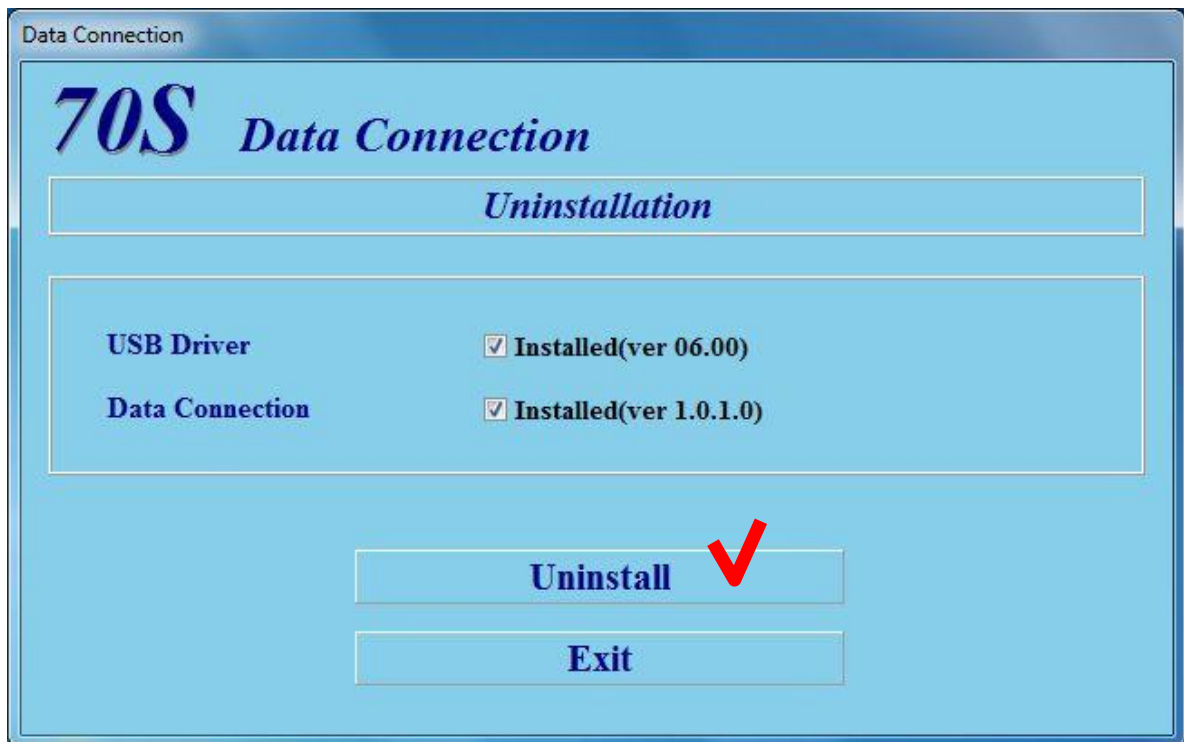 Data Connection
70S Data Connection
Uninstallation
USB Driver Installed(ver 06.00)
Data Connection Installed(ver 1.0.1.0)
Uninstall
Exit